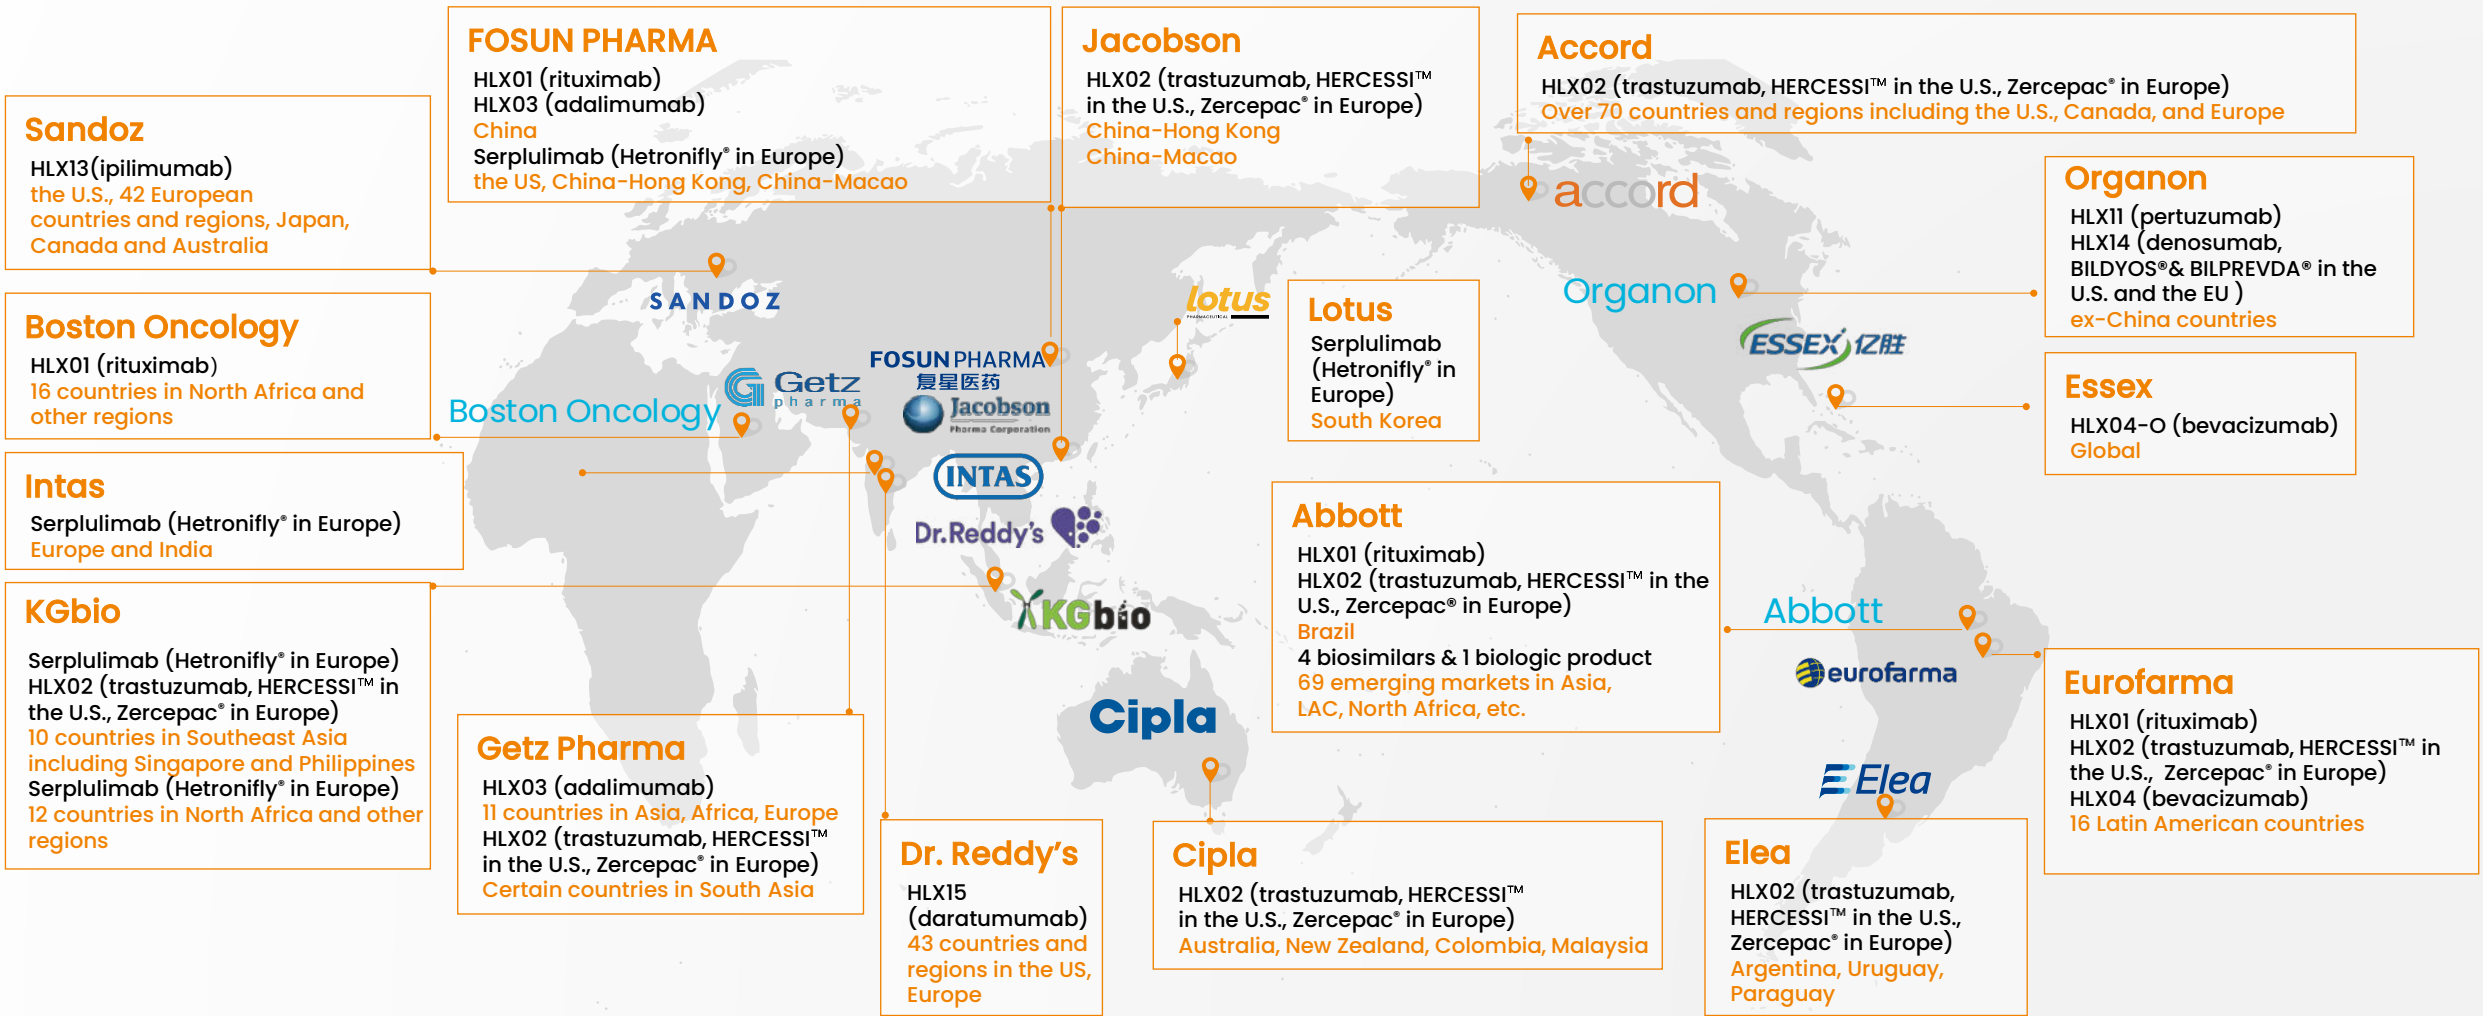 FOSUN PHARMA
HLX01 (rituximab)
HLX03 (adalimumab)
China
Serplulimab (Hetronifly® in Europe)
the US, China-Hong Kong, China-Macao
Jacobson
HLX02 (trastuzumab, HERCESSI™
in the U.S., Zercepac® in Europe)
China-Hong Kong
China-Macao
Accord
HLX02 (trastuzumab, HERCESSI™ in the U.S., Zercepac® in Europe)
Over 70 countries and regions including the U.S., Canada, and Europe
Sandoz
HLX13(ipilimumab)
the U.S., 42 European
countries and regions, Japan,
Canada and Australia
accord
Organon
HLX11 (pertuzumab)
HLX14 (denosumab,
BILDYOS®& BILPREVDA® in the
U.S. and the EU )
ex-China countries
SANDOZ
lotus
PHARMACEUTICAL
Organon
Boston Oncology
HLX01 (rituximab)
16 countries in North Africa and
other regions
Lotus
Serplulimab
(Hetronifly® in
Europe)
South Korea
ESSEX 亿胜
FOSUN PHARMA
复星医药
Getz
pharma
Boston Oncology
Jacobson
Pharma Corporation
Essex
HLX04-O (bevacizumab)
Global
Intas
Serplulimab (Hetronifly® in Europe)
Europe and India
INTAS
Dr.Reddy's
Abbott
HLX01 (rituximab)
HLX02 (trastuzumab, HERCESSI™ in the
U.S., Zercepac® in Europe)
Brazil
4 biosimilars & 1 biologic product
69 emerging markets in Asia,
LAC, North Africa, etc.
KGbio
Serplulimab (Hetronifly® in Europe)
HLX02 (trastuzumab, HERCESSI™ in
the U.S., Zercepac® in Europe)
10 countries in Southeast Asia
including Singapore and Philippines
Serplulimab (Hetronifly® in Europe)
12 countries in North Africa and other
regions
KGbio
Abbott
eurofarma
Cipla
Eurofarma
HLX01 (rituximab)
HLX02 (trastuzumab, HERCESSI™ in
the U.S., Zercepac® in Europe)
HLX04 (bevacizumab)
16 Latin American countries
Getz Pharma
HLX03 (adalimumab)
11 countries in Asia, Africa, Europe
HLX02 (trastuzumab, HERCESSI™
in the U.S., Zercepac® in Europe)
Certain countries in South Asia
Elea
Dr. Reddy's
HLX15
(daratumumab)
43 countries and
regions in the US,
Europe
Cipla
HLX02 (trastuzumab, HERCESSI™
in the U.S., Zercepac® in Europe)
Australia, New Zealand, Colombia, Malaysia
Elea
HLX02 (trastuzumab,
HERCESSI™ in the U.S.,
Zercepac® in Europe)
Argentina, Uruguay,
Paraguay